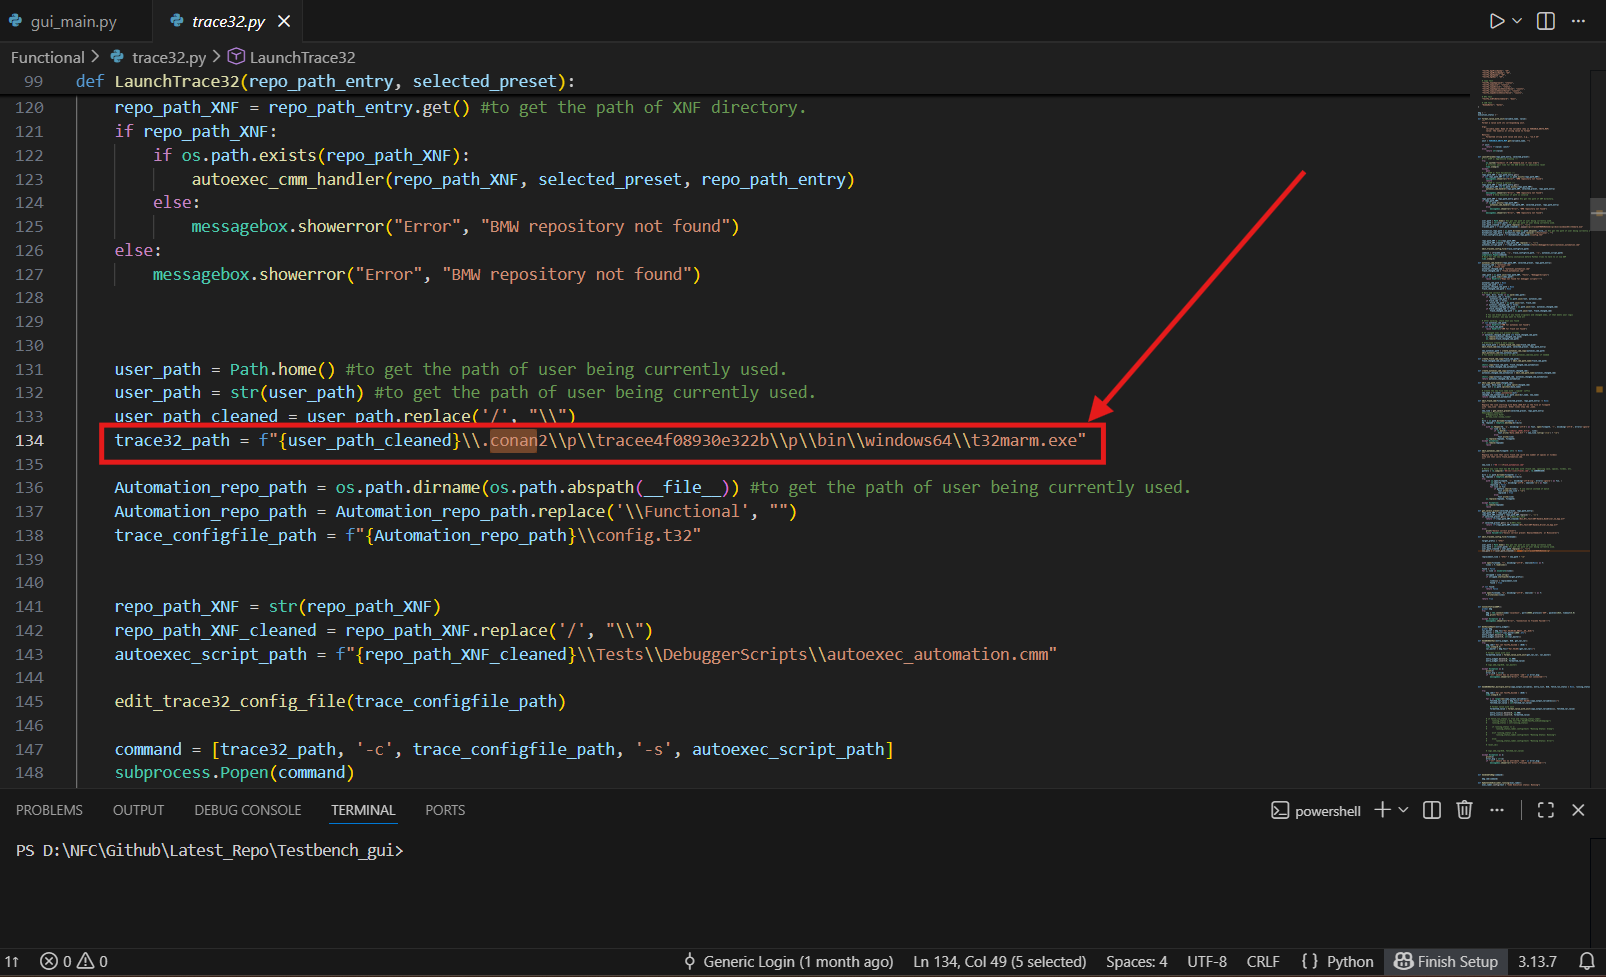 gui_main.py
trace32.py
Functional > trace32.py > LaunchTrace32
99 def LaunchTrace32(repo_path_entry, selected_preset):
120 repo_path_XNF = repo_path_entry.get() #to get the path of XNF directory.
121 if repo_path_XNF:
122 if os.path.exists(repo_path_XNF):
123 autoexec_cmm_handler(repo_path_XNF, selected_preset, repo_path_entry)
124 else:
125 messagebox.showerror("Error", "BMW repository not found")
126 else:
127 messagebox.showerror("Error", "BMW repository not found")
128
129
130
131 user_path = Path.home() #to get the path of user being currently used.
132 user_path = str(user_path) #to get the path of user being currently used.
133 user_path_cleaned = user_path.replace('/', "\\")
134 trace32_path = f"{user_path_cleaned}\\.conan2\\p\\tracee4f08930e322b\\p\\bin\\windows64\\t32marm.exe"
135
136 Automation_repo_path = os.path.dirname(os.path.abspath(__file__)) #to get the path of user being currently used.
137 Automation_repo_path = Automation_repo_path.replace('\\Functional', "")
138 trace_configfile_path = f"{Automation_repo_path}\\config.t32"
139
140
141 repo_path_XNF = str(repo_path_XNF)
142 repo_path_XNF_cleaned = repo_path_XNF.replace('/', "\\")
143 autoexec_script_path = f"{repo_path_XNF_cleaned}\\Tests\\DebuggerScripts\\autoexec_automation.cmm"
144
145 edit_trace32_config_file(trace_configfile_path)
146
147 command = [trace32_path, '-c', trace_configfile_path, '-s', autoexec_script_path]
148 subprocess.Popen(command)
PROBLEMS OUTPUT DEBUG CONSOLE TERMINAL PORTS
powershell
PS D:\NFC\Github\Latest_Repo\Testbench_gui>
0 0 Generic Login (1 month ago) Ln 134, Col 49 (5 selected) Spaces: 4 UTF-8 CRLF { } Python Finish Setup 3.13.7